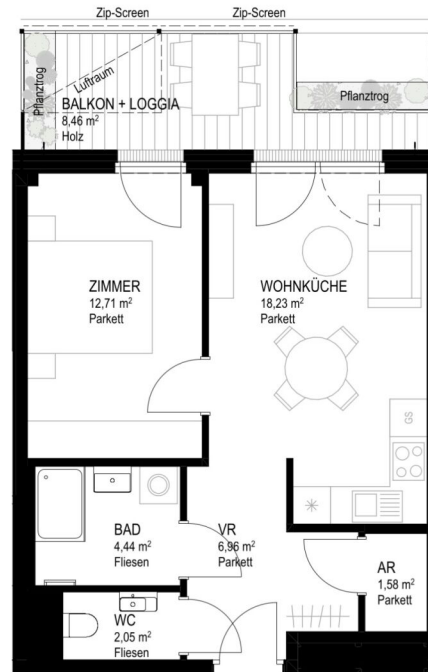 Zip-Screen
Zip-Screen
Pflanztrog
Luftraum
BALKON + LOGGIA
8,46 m²
Holz
Pflanztrog
ZIMMER
12,71 m²
Parkett
WOHNKÜCHE
18,23 m²
Parkett
GS
BAD
4,44 m²
Fliesen
VR
6,96 m²
Parkett
AR
1,58 m²
Parkett
WC
2,05 m²
Fliesen